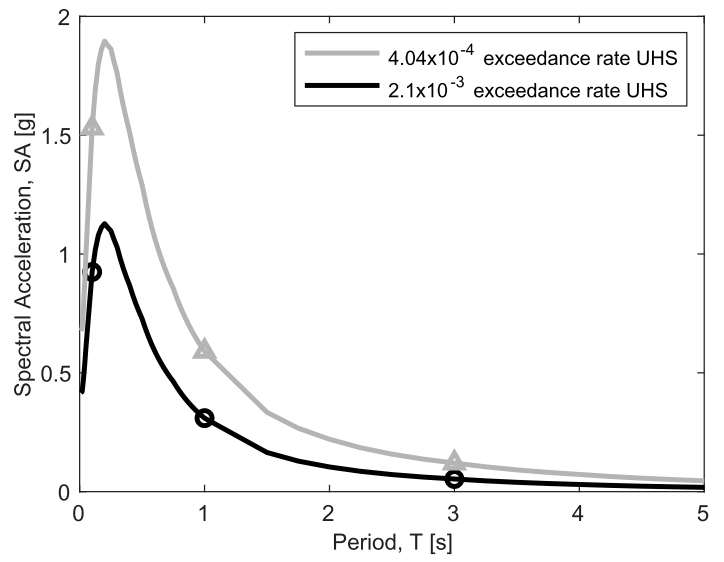 2
1.5
1
0.5
0
0 1 2 3 4 5
Spectral Acceleration, SA [g]
Period, T [s]
4.04x10⁻⁴ exceedance rate UHS
2.1x10⁻³ exceedance rate UHS